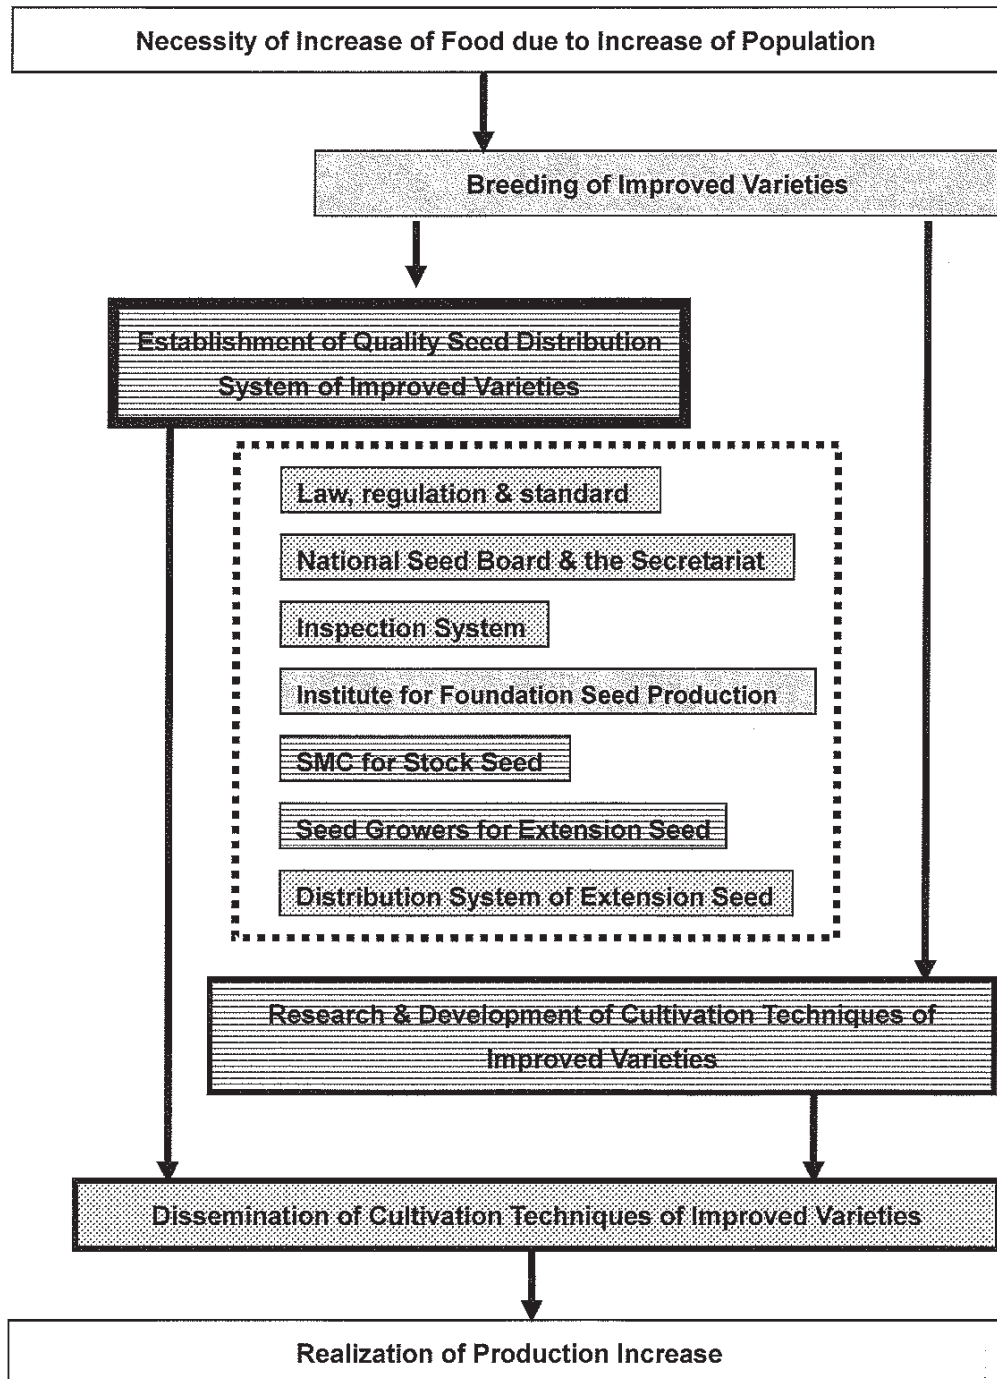 Necessity of Increase of Food due to Increase of Population
Breeding of Improved Varieties
Establishment of Quality Seed Distribution
System of Improved Varieties
Law, regulation & standard
National Seed Board & the Secretariat
Inspection System
Institute for Foundation Seed Production
SMC for Stock Seed
Seed Growers for Extension Seed
Distribution System of Extension Seed
Research & Development of Cultivation Techniques of
Improved Varieties
Dissemination of Cultivation Techniques of Improved Varieties
Realization of Production Increase